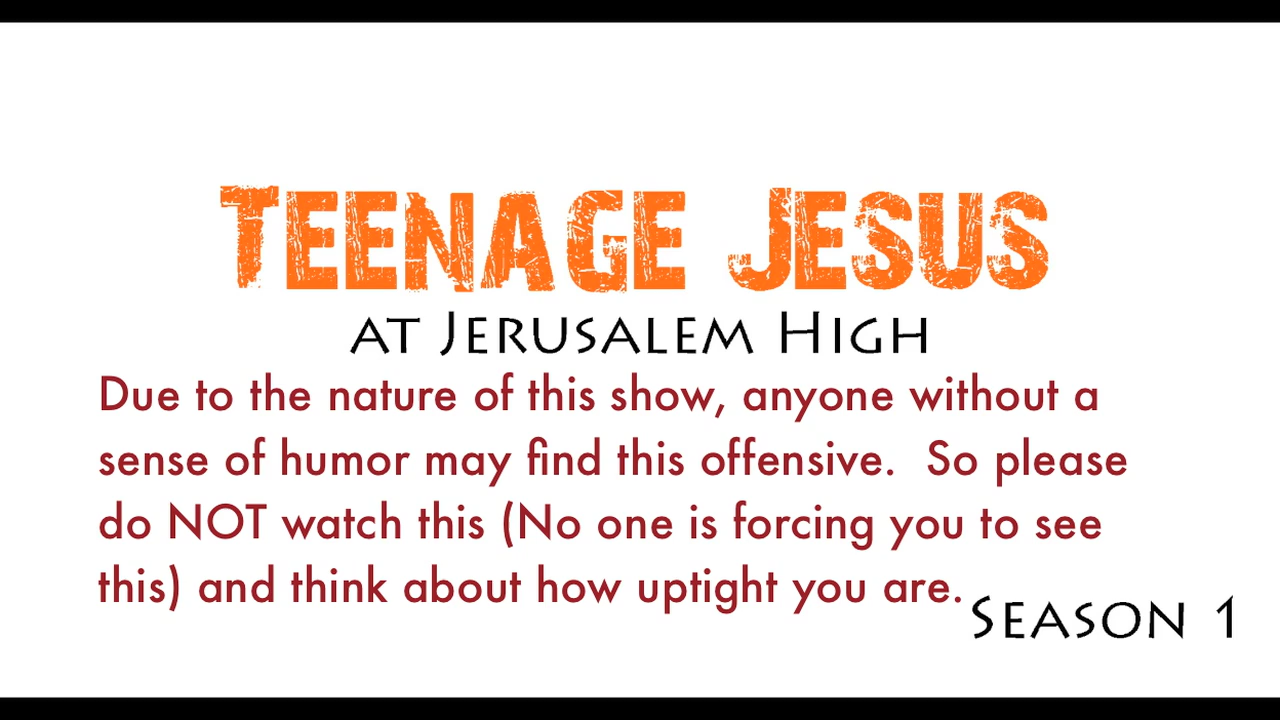 TEENAGE JESUS
AT JERUSALEM HIGH
Due to the nature of this show, anyone without a
sense of humor may find this offensive.  So please
do NOT watch this (No one is forcing you to see
this) and think about how uptight you are.
SEASON 1